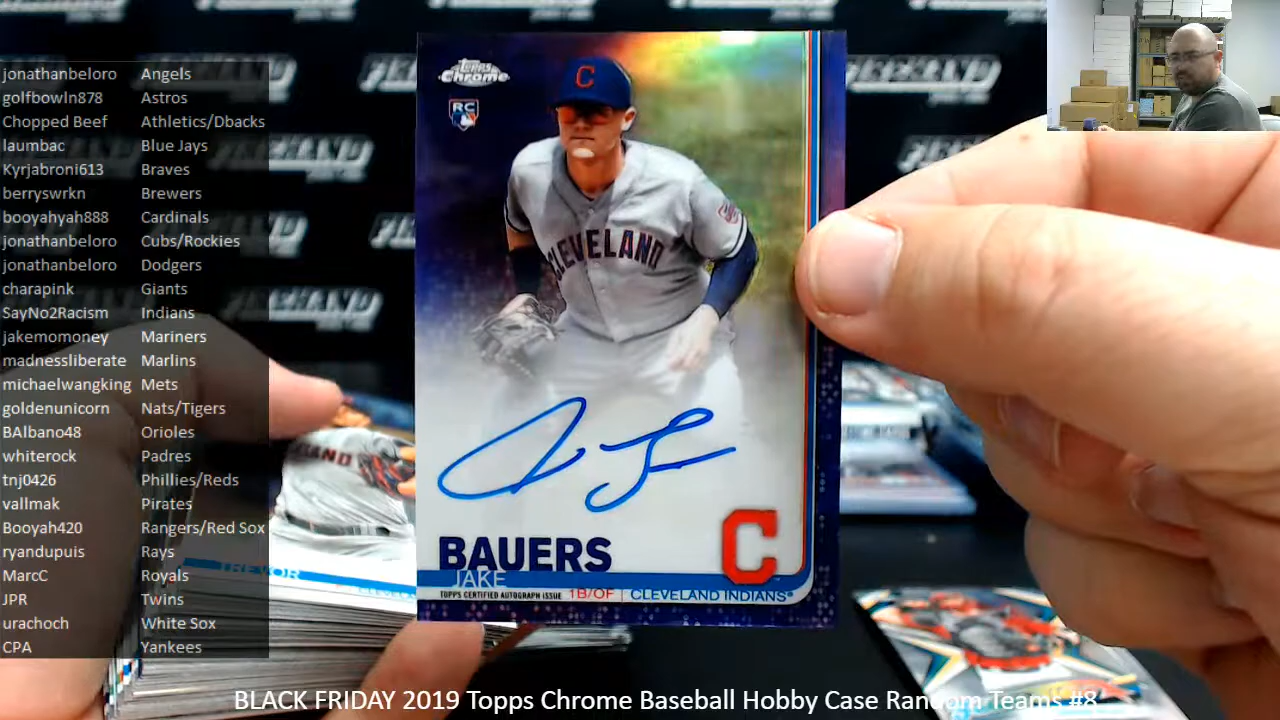 jonathanbeloro Angels
golfbowln878 Astros
Chopped Beef Athletics/Dbacks
laumbac Blue Jays
Kyrjabroni613 Braves
berryswrkn Brewers
booyahyah888 Cardinals
jonathanbeloro Cubs/Rockies
jonathanbeloro Dodgers
charapink Giants
SayNo2Racism Indians
jakemomoney Mariners
madnessliberate Marlins
michaelwangking Mets
goldenunicorn Nats/Tigers
BAlbano48 Orioles
whiterock Padres
tnj0426 Phillies/Reds
vallmak Pirates
Booyah420 Rangers/Red Sox
ryandupuis Rays
MarcC Royals
JPR Twins
urachoch White Sox
CPA Yankees
Topps
Chrome
RC
C
CLEVELAND
BAUERS
JAKE
C
TOPPS CERTIFIED AUTOGRAPH ISSUE 1B/OF CLEVELAND INDIANS®
TREVOR
BLACK FRIDAY 2019 Topps Chrome Baseball Hobby Case Random Teams #8